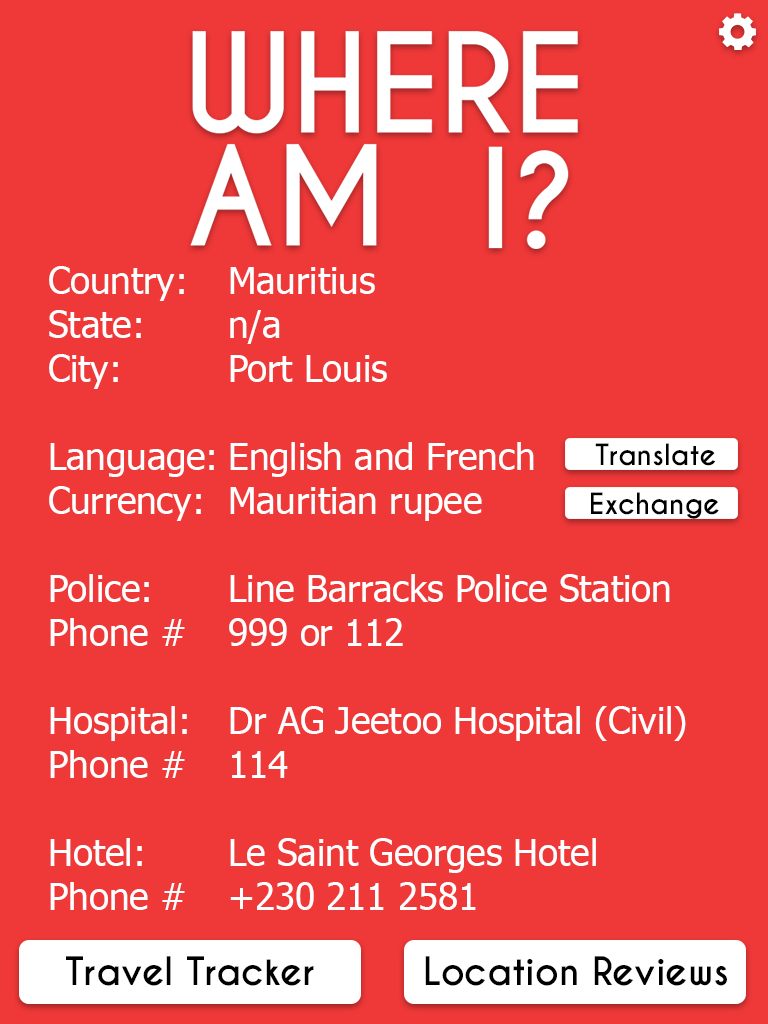 WHERE
AM I?
Country: Mauritius
State: n/a
City: Port Louis
Language: English and French Translate
Currency: Mauritian rupee Exchange
Police: Line Barracks Police Station
Phone # 999 or 112
Hospital: Dr AG Jeetoo Hospital (Civil)
Phone # 114
Hotel: Le Saint Georges Hotel
Phone # +230 211 2581
Travel Tracker Location Reviews